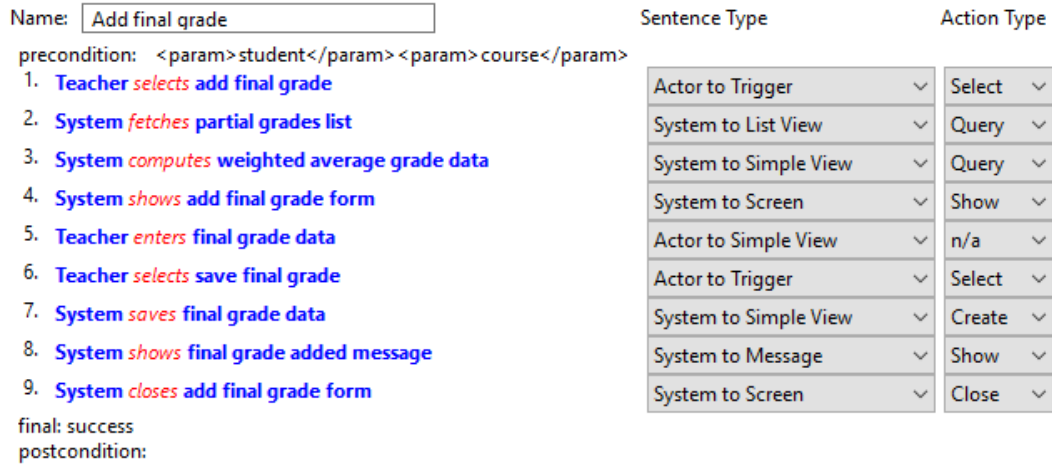 Name: Add final grade Sentence Type Action Type
precondition: <param>student</param><param>course</param>
1. Teacher selects add final grade Actor to Trigger Select
2. System fetches partial grades list System to List View Query
3. System computes weighted average grade data System to Simple View Query
4. System shows add final grade form System to Screen Show
5. Teacher enters final grade data Actor to Simple View n/a
6. Teacher selects save final grade Actor to Trigger Select
7. System saves final grade data System to Simple View Create
8. System shows final grade added message System to Message Show
9. System closes add final grade form System to Screen Close
final: success
postcondition: